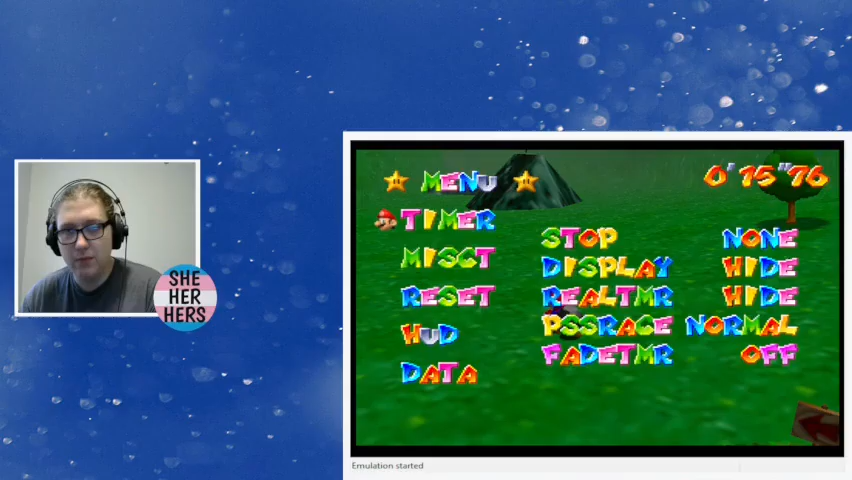 SHE
HER
HERS
MENU 0'15"76
TIMER
STOP NONE
MISCT
DISPLAY HIDE
RESET REALTMR HIDE
HUD PSSRACE NORMAL
FADETMR OFF
DATA
Emulation started